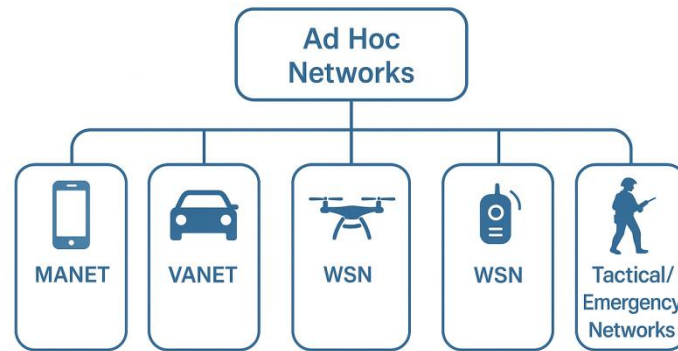 Ad Hoc
Networks
MANET
VANET
WSN
WSN
Tactical/
Emergency
Networks